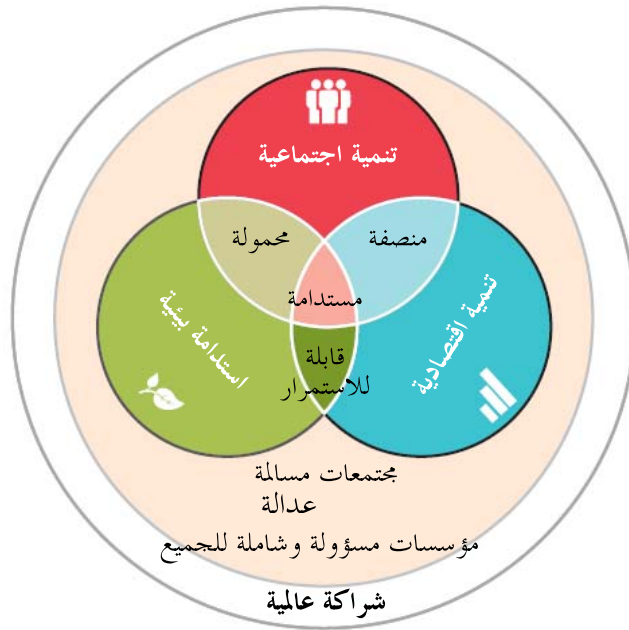 تنمية اجتماعية
محمولة
منصفة
مستدامة
تنمية اقتصادية
استدامة بيئية
قابلة
للاستمرار
مجتمعات مسالمة
عدالة
مؤسسات مسؤولة وشاملة للجميع
شراكة عالمية